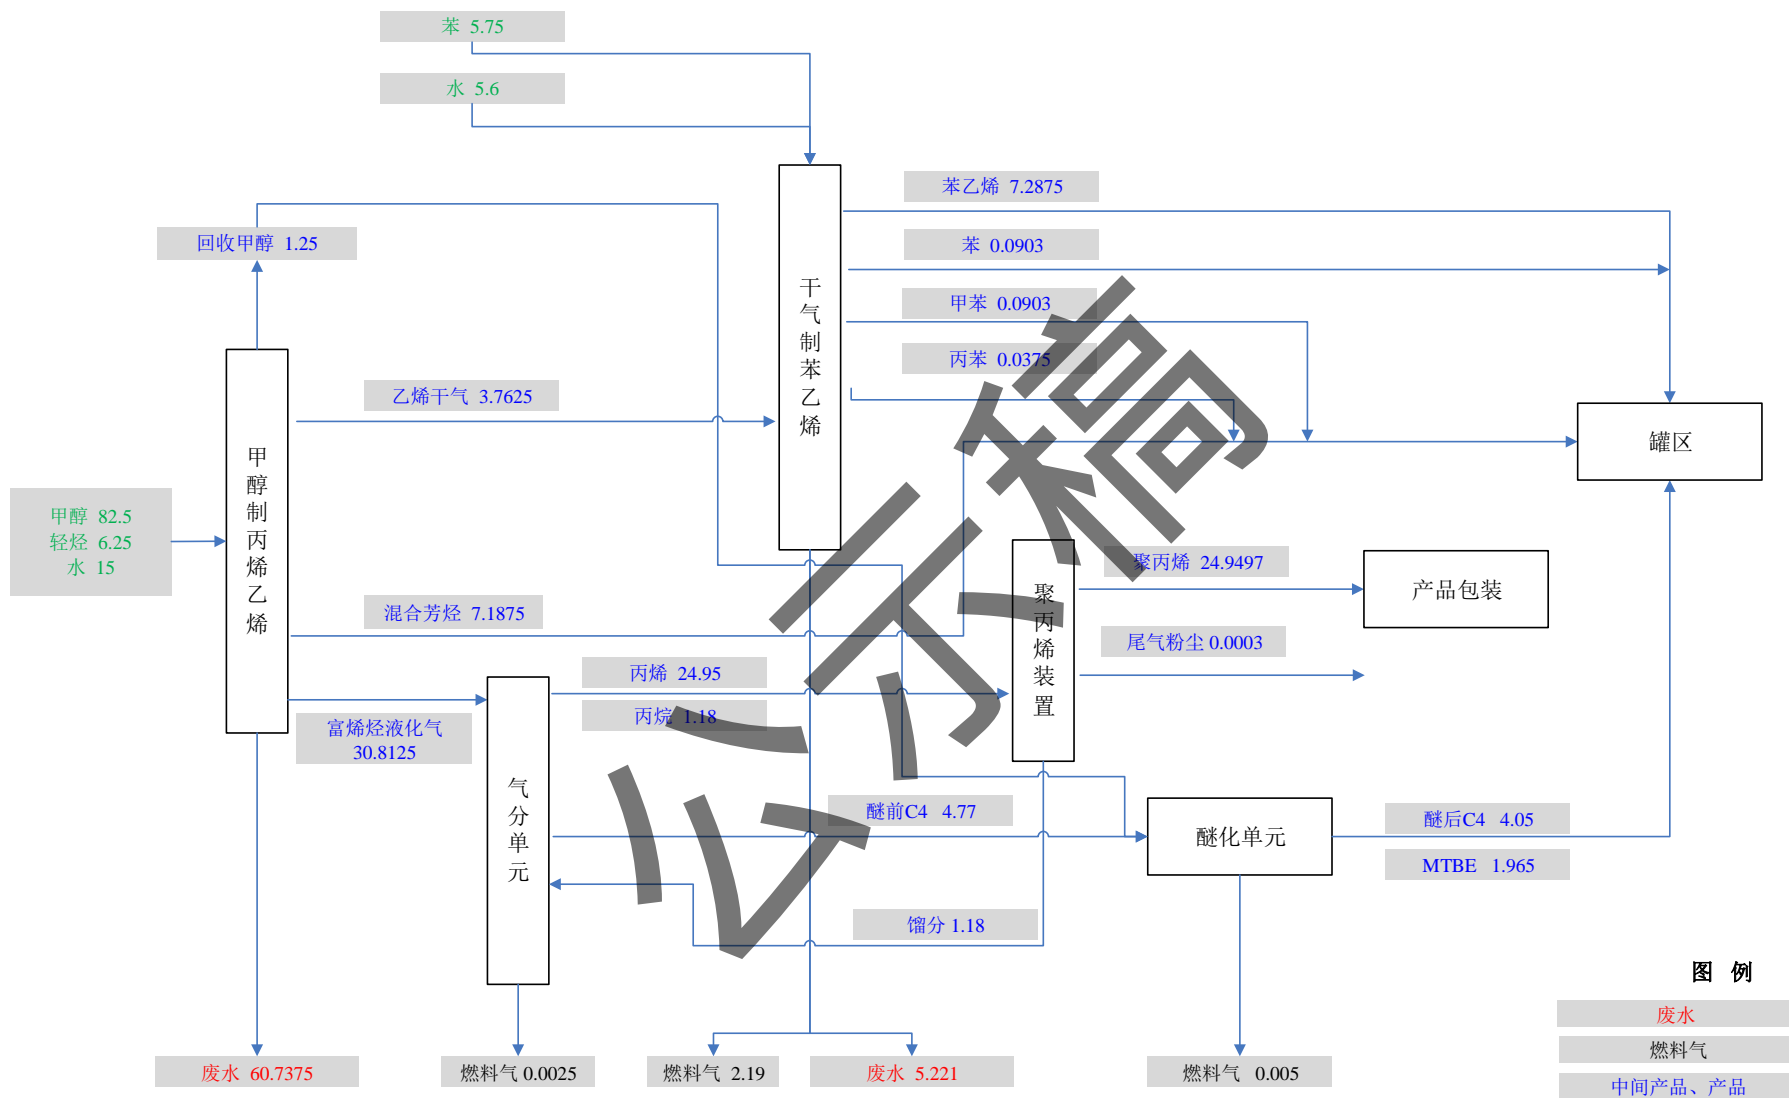 苯 5.75
水 5.6
苯乙烯 7.2875
回收甲醇 1.25
苯 0.0903
甲苯 0.0903
丙苯 0.0375
干气制苯乙烯
乙烯干气 3.7625
罐区
甲醇制丙烯乙烯
甲醇 82.5
轻烃 6.25
水 15
聚丙烯 24.9497
产品包装
混合芳烃 7.1875
聚丙烯装置
尾气粉尘 0.0003
丙烯 24.95
丙烷 1.18
富烯烃液化气
30.8125
气分单元
醚前C4 4.77
醚化单元
醚后C4 4.05
MTBE 1.965
馏分 1.18
图 例
废水
燃料气
中间产品、产品
废水 60.7375
燃料气 0.0025
燃料气 2.19
废水 5.221
燃料气 0.005
公示稿